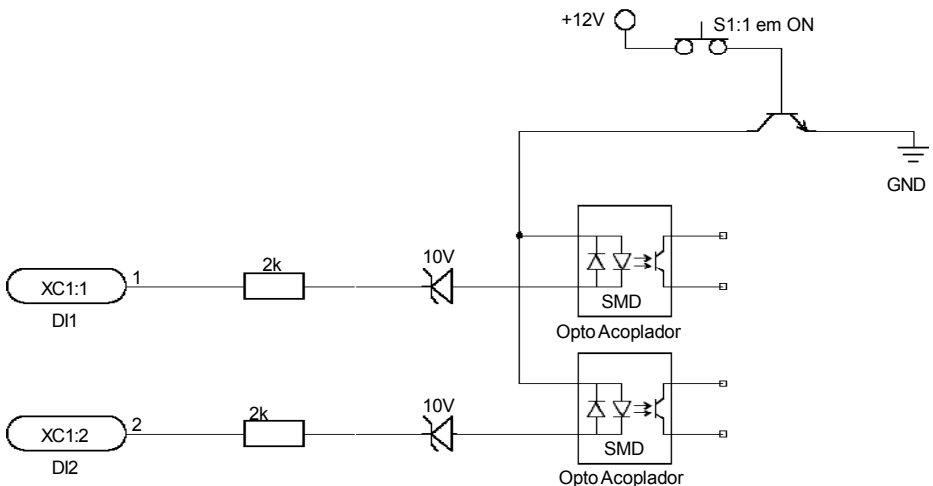 +12V
S1:1 em ON
GND
10V
2k
XC1:1
1
DI1
SMD
Opto Acoplador
10V
2k
XC1:2
2
DI2
SMD
Opto Acoplador